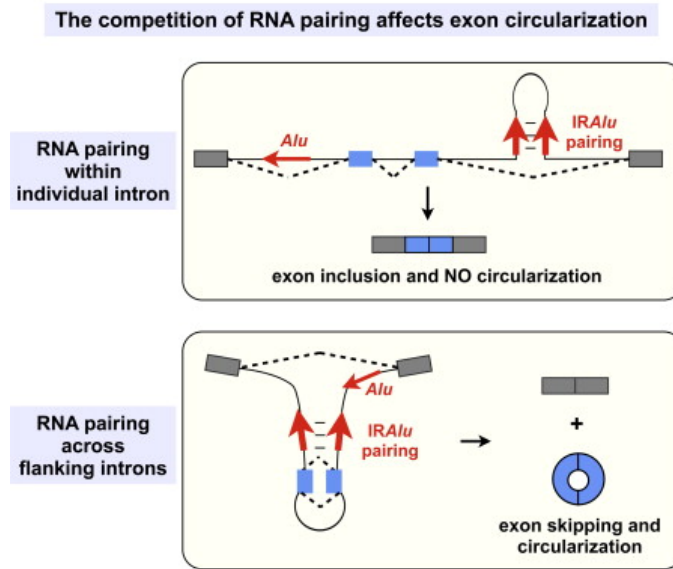 The competition of RNA pairing affects exon circularization
RNA pairing
within
individual intron
Alu
IRAlu
pairing
exon inclusion and NO circularization
RNA pairing
across
flanking introns
Alu
IRAlu
pairing
+
exon skipping and
circularization